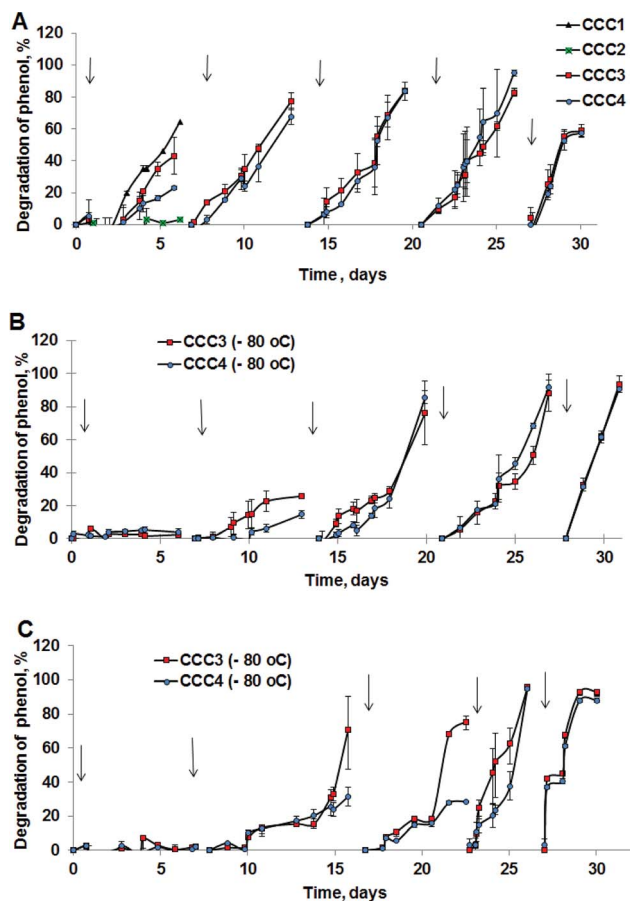 A
Degradation of phenol, %
120
100
80
60
40
20
0
0 5 10 15 20 25 30
Time , days
CCC1
CCC2
CCC3
CCC4
B
CCC3 (- 80 oC)
CCC4 (- 80 oC)
Degradation of phenol, %
120
100
80
60
40
20
0
0 5 10 15 20 25 30
Time, days
C
CCC3 (- 80 oC)
CCC4 (- 80 oC)
Degradation of phenol, %
120
100
80
60
40
20
0
0 5 10 15 20 25 30
Time, days